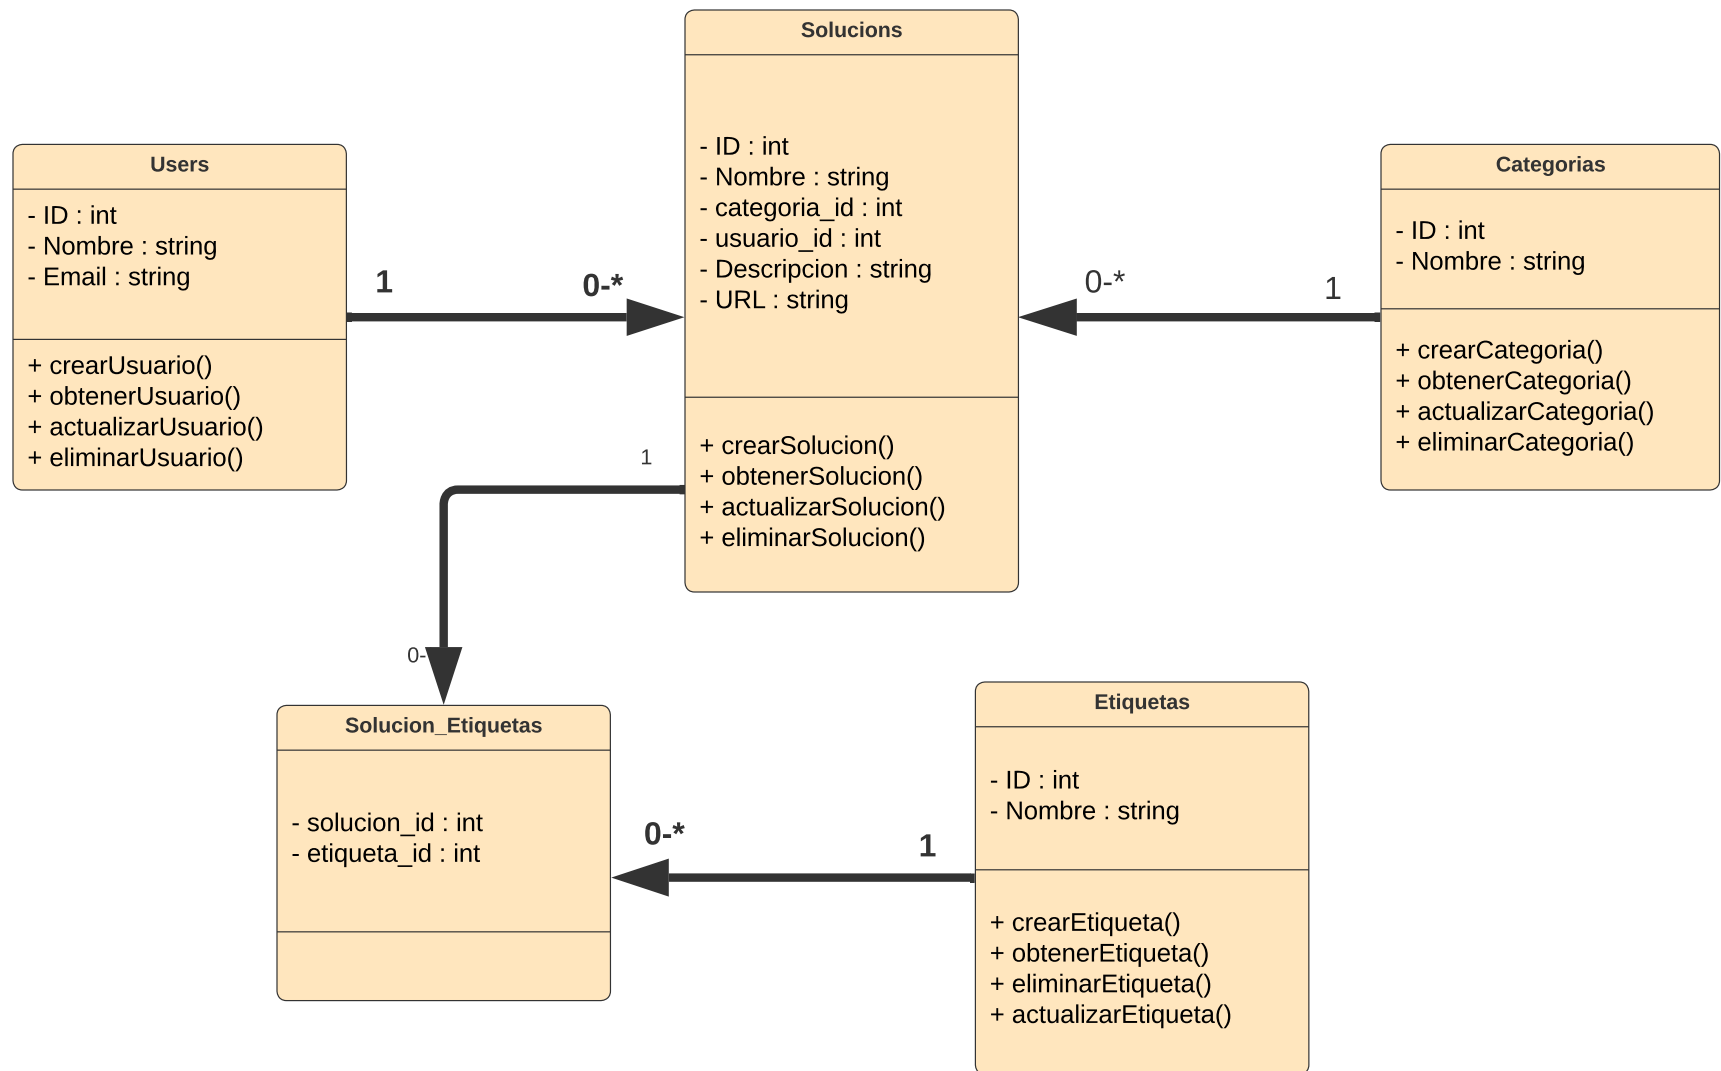 Solucions
- ID : int
- Nombre : string
- categoria_id : int
- usuario_id : int
- Descripcion : string
- URL : string
+ crearSolucion()
+ obtenerSolucion()
+ actualizarSolucion()
+ eliminarSolucion()
Users
- ID : int
- Nombre : string
- Email : string
+ crearUsuario()
+ obtenerUsuario()
+ actualizarUsuario()
+ eliminarUsuario()
1
0-*
Categorias
- ID : int
- Nombre : string
+ crearCategoria()
+ obtenerCategoria()
+ actualizarCategoria()
+ eliminarCategoria()
0-*
1
1
0-
Solucion_Etiquetas
- solucion_id : int
- etiqueta_id : int
0-*
1
Etiquetas
- ID : int
- Nombre : string
+ crearEtiqueta()
+ obtenerEtiqueta()
+ eliminarEtiqueta()
+ actualizarEtiqueta()